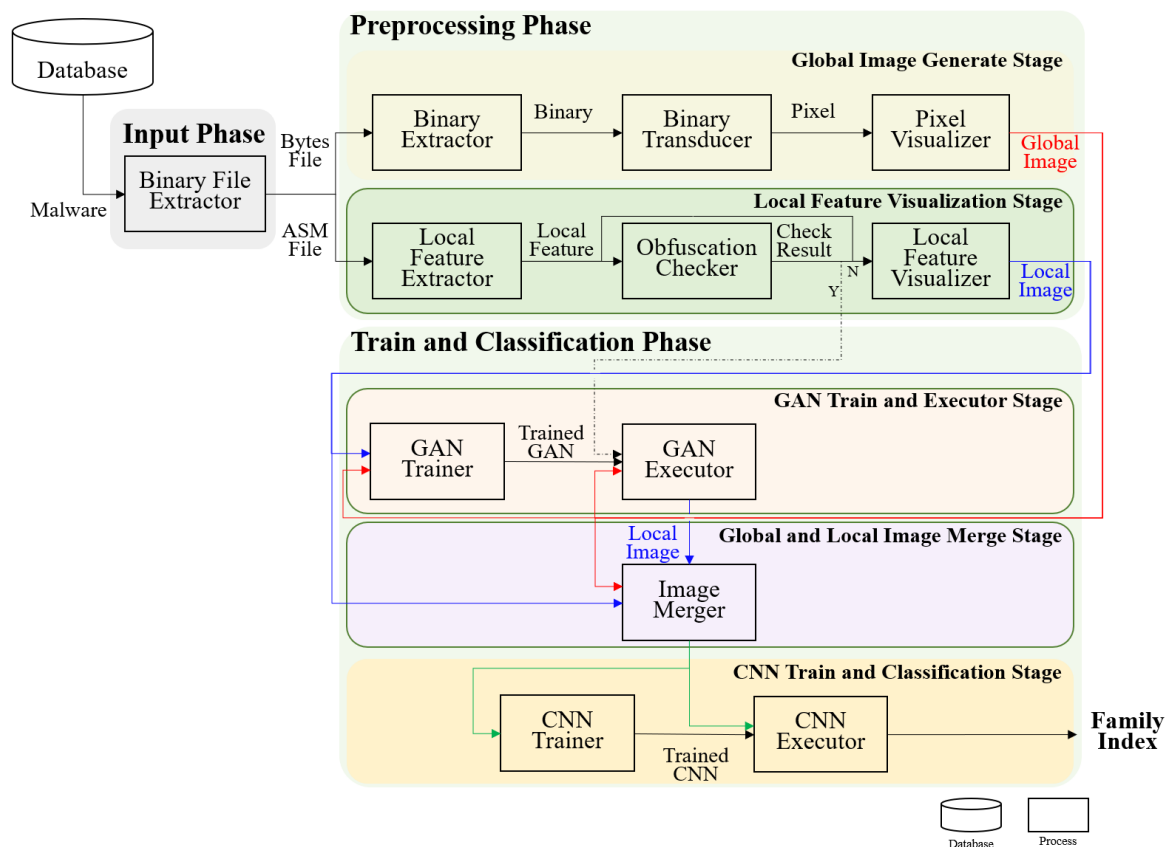 Preprocessing Phase
Database
Global Image Generate Stage
Input Phase
Binary File
Extractor
Malware
Bytes
File
ASM
File
Binary
Extractor
Binary
Binary
Transducer
Pixel
Pixel
Visualizer
Global
Image
Local Feature Visualization Stage
Local
Feature
Extractor
Local
Feature
Obfuscation
Checker
Check
Result
N
Y
Local
Feature
Visualizer
Local
Image
Train and Classification Phase
GAN Train and Executor Stage
GAN
Trainer
Trained
GAN
GAN
Executor
Global and Local Image Merge Stage
Local
Image
Image
Merger
CNN Train and Classification Stage
CNN
Trainer
Trained
CNN
CNN
Executor
Family
Index
Database
Process